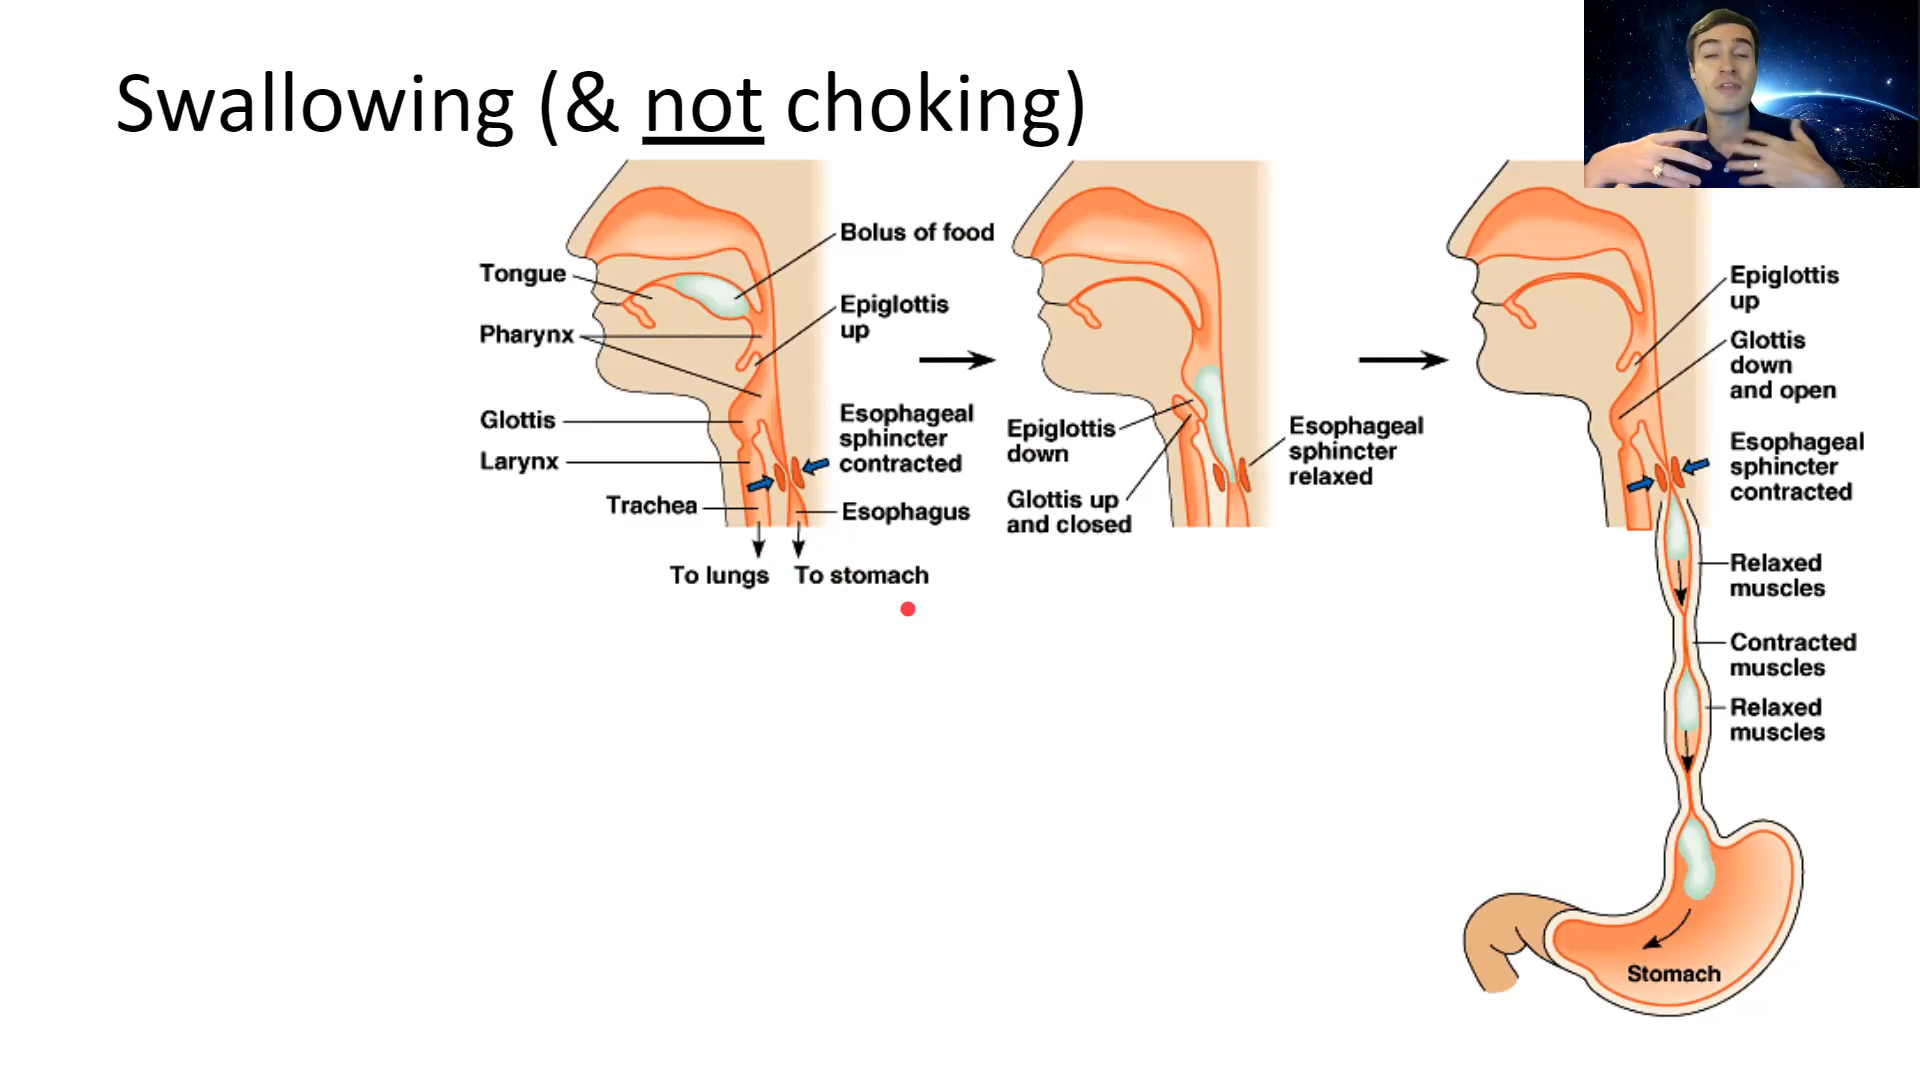 Swallowing (& not choking)
Tongue
Pharynx
Glottis
Larynx
Trachea
Bolus of food
Epiglottis
up
Esophageal
sphincter
contracted
Esophagus
To lungs
To stomach
Epiglottis
down
Glottis up
and closed
Esophageal
sphincter
relaxed
Epiglottis
up
Glottis
down
and open
Esophageal
sphincter
contracted
Relaxed
muscles
Contracted
muscles
Relaxed
muscles
Stomach